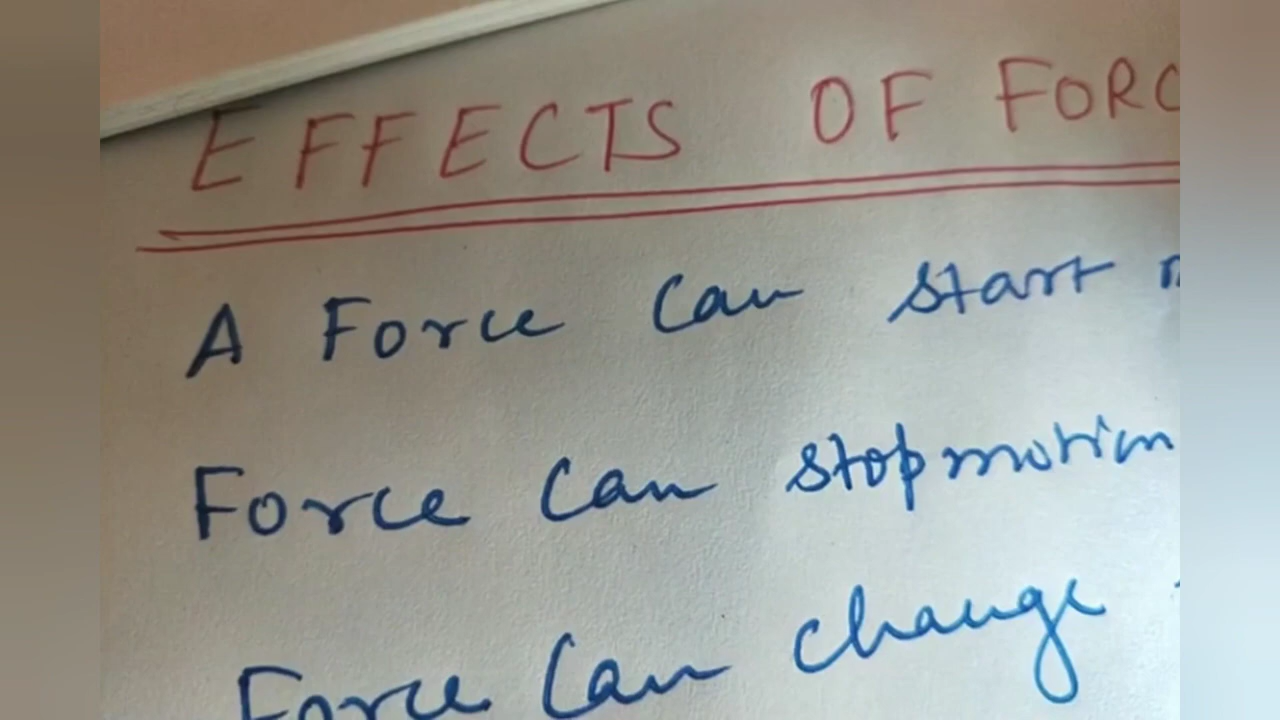 EFFECTS OF FORC
A Force can start
Force can stop motion
Force can change